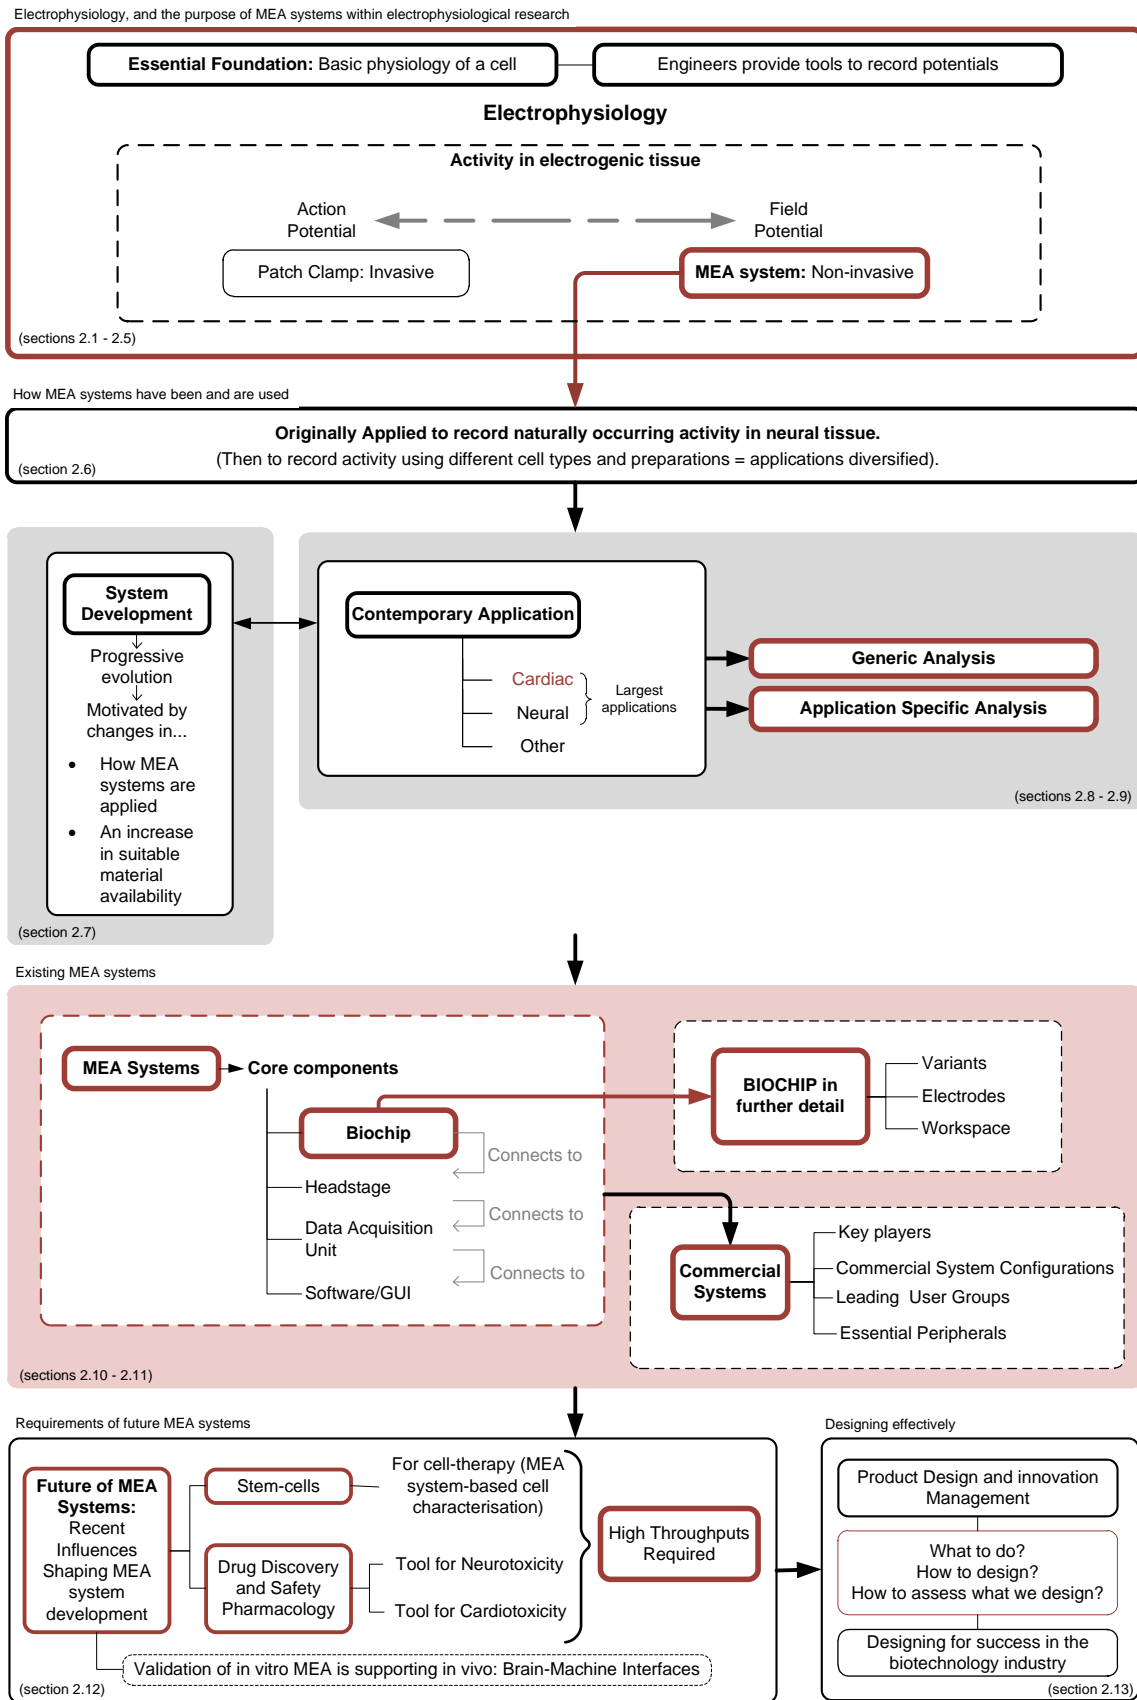 Electrophysiology, and the purpose of MEA systems within electrophysiological research
Essential Foundation: Basic physiology of a cell
Engineers provide tools to record potentials
Electrophysiology
Activity in electrogenic tissue
Action
Potential
Field
Potential
Patch Clamp: Invasive
MEA system: Non-invasive
(sections 2.1 - 2.5)
How MEA systems have been and are used
Originally Applied to record naturally occurring activity in neural tissue.
(Then to record activity using different cell types and preparations = applications diversified).
(section 2.6)
System
Development
Progressive
evolution
Motivated by
changes in...
• How MEA
systems are
applied
• An increase
in suitable
material
availability
(section 2.7)
Contemporary Application
Cardiac
Neural
Other
Largest
applications
Generic Analysis
Application Specific Analysis
(sections 2.8 - 2.9)
Existing MEA systems
MEA Systems
Core components
Biochip
Connects to
Headstage
Connects to
Data Acquisition
Unit
Connects to
Software/GUI
BIOCHIP in
further detail
Variants
Electrodes
Workspace
Commercial
Systems
Key players
Commercial System Configurations
Leading User Groups
Essential Peripherals
(sections 2.10 - 2.11)
Requirements of future MEA systems
Future of MEA
Systems:
Recent
Influences
Shaping MEA
system
development
Stem-cells
For cell-therapy (MEA
system-based cell
characterisation)
Drug Discovery
and Safety
Pharmacology
Tool for Neurotoxicity
Tool for Cardiotoxicity
High Throughputs
Required
Validation of in vitro MEA is supporting in vivo: Brain-Machine Interfaces
(section 2.12)
Designing effectively
Product Design and innovation
Management
What to do?
How to design?
How to assess what we design?
Designing for success in the
biotechnology industry
(section 2.13)